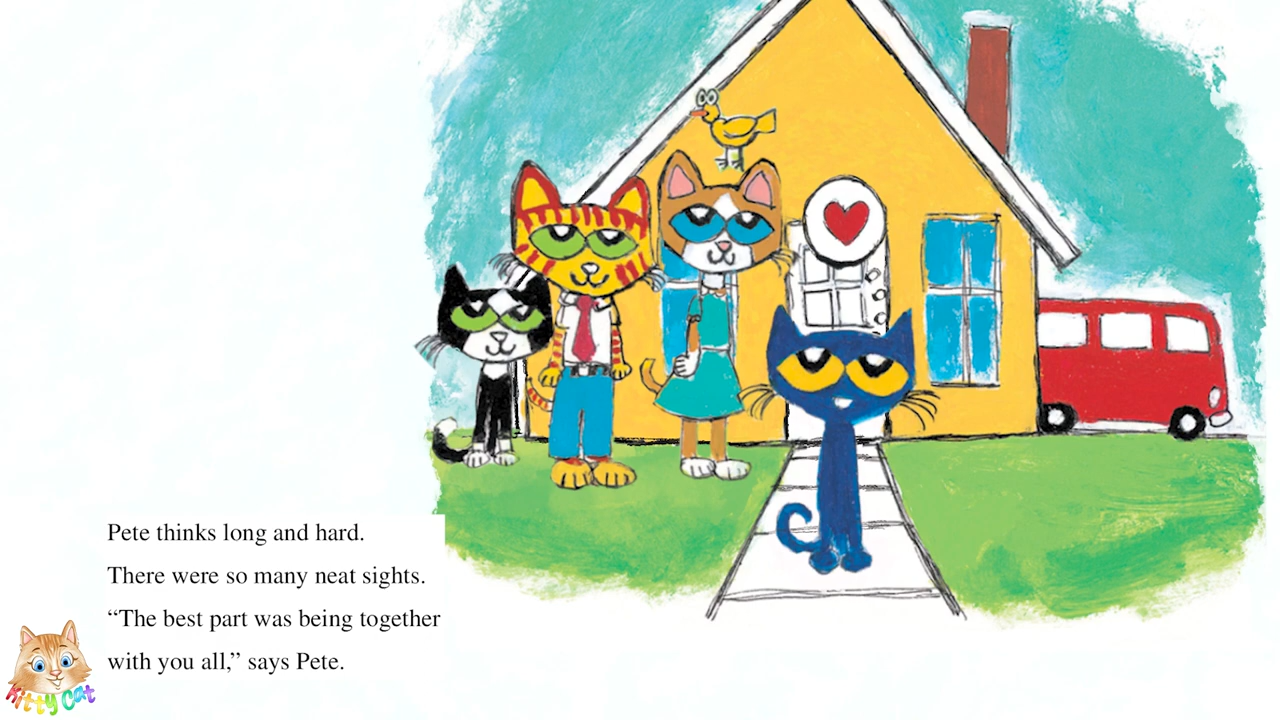 Pete thinks long and hard.
There were so many neat sights.
“The best part was being together
with you all,” says Pete.
Kitty Cat